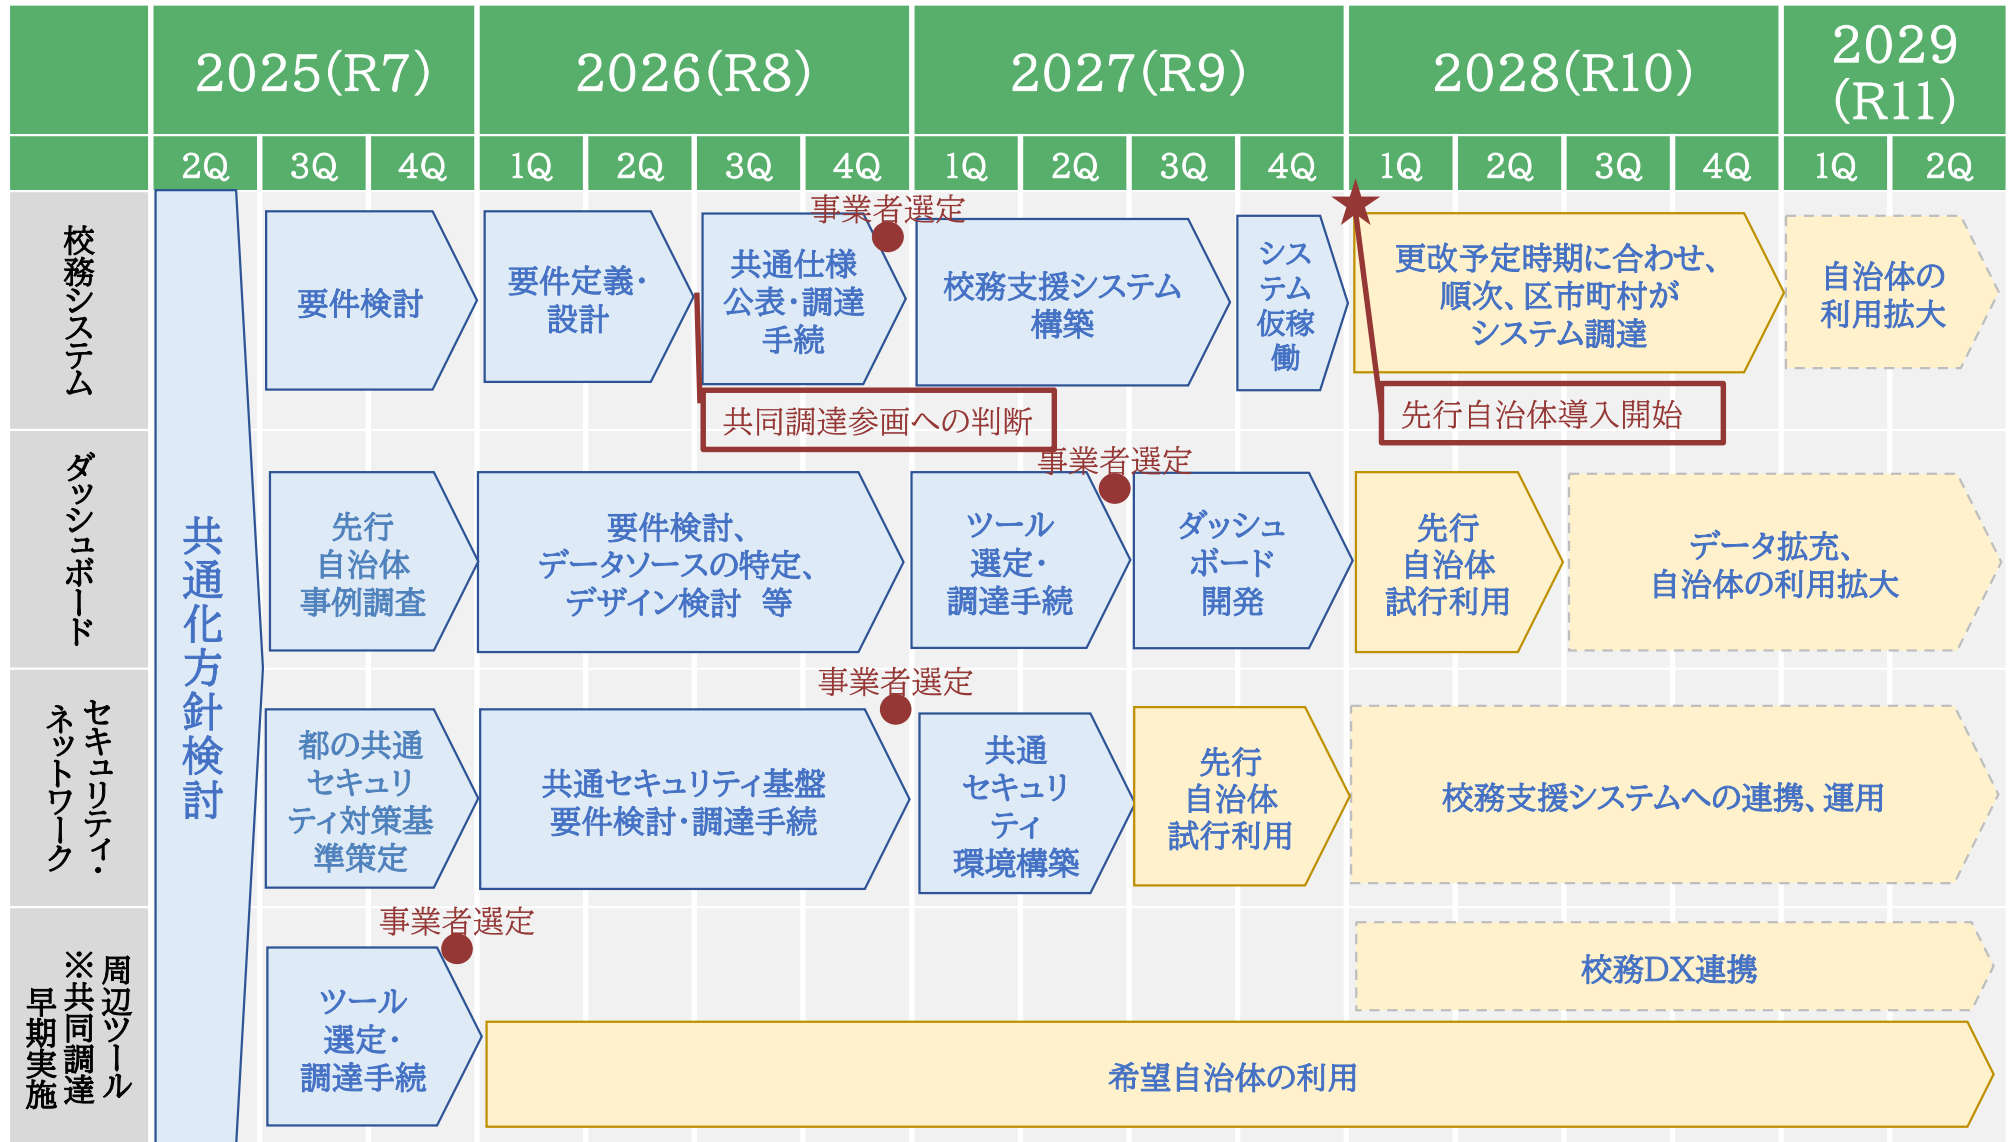 2025(R7)
2026(R8)
2027(R9)
2028(R10)
2029
(R11)
2Q
3Q
4Q
1Q
2Q
3Q
4Q
1Q
2Q
3Q
4Q
1Q
2Q
3Q
4Q
1Q
2Q
共通化方針検討
校務システム
要件検討
要件定義・
設計
共通仕様
公表・調達
手続
事業者選定
校務支援システム
構築
シス
テム
仮稼
働
更改予定時期に合わせ、
順次、区市町村が
システム調達
自治体の
利用拡大
共同調達参画への判断
先行自治体導入開始
ダッシュボード
先行
自治体
事例調査
要件検討、
データソースの特定、
デザイン検討　等
事業者選定
ツール
選定・
調達手続
ダッシュ
ボード
開発
先行
自治体
試行利用
データ拡充、
自治体の利用拡大
セキュリティ・
ネットワーク
都の共通
セキュリ
ティ対策基
準策定
共通セキュリティ基盤
要件検討・調達手続
事業者選定
共通
セキュリ
ティ
環境構築
先行
自治体
試行利用
校務支援システムへの連携、運用
周辺ツール
※共同調達
早期実施
事業者選定
ツール
選定・
調達手続
校務DX連携
希望自治体の利用